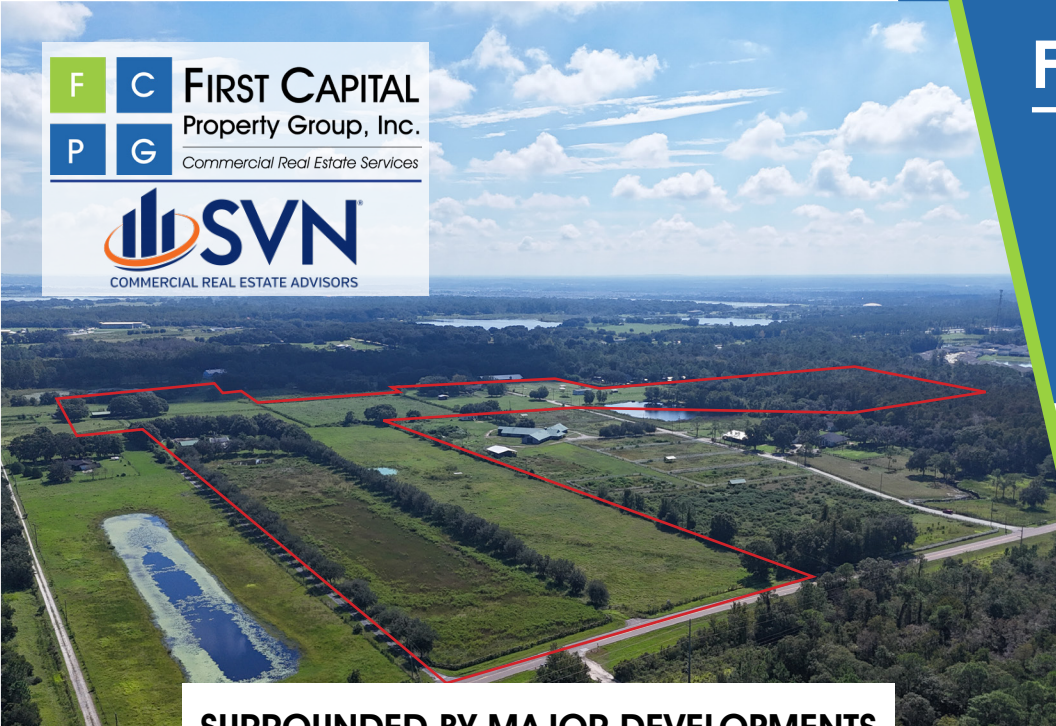 F C
P G
FIRST CAPITAL
Property Group, Inc.
Commercial Real Estate Services
SVN®
COMMERCIAL REAL ESTATE ADVISORS
F
SURROUNDED BY MAJOR DEVELOPMENTS